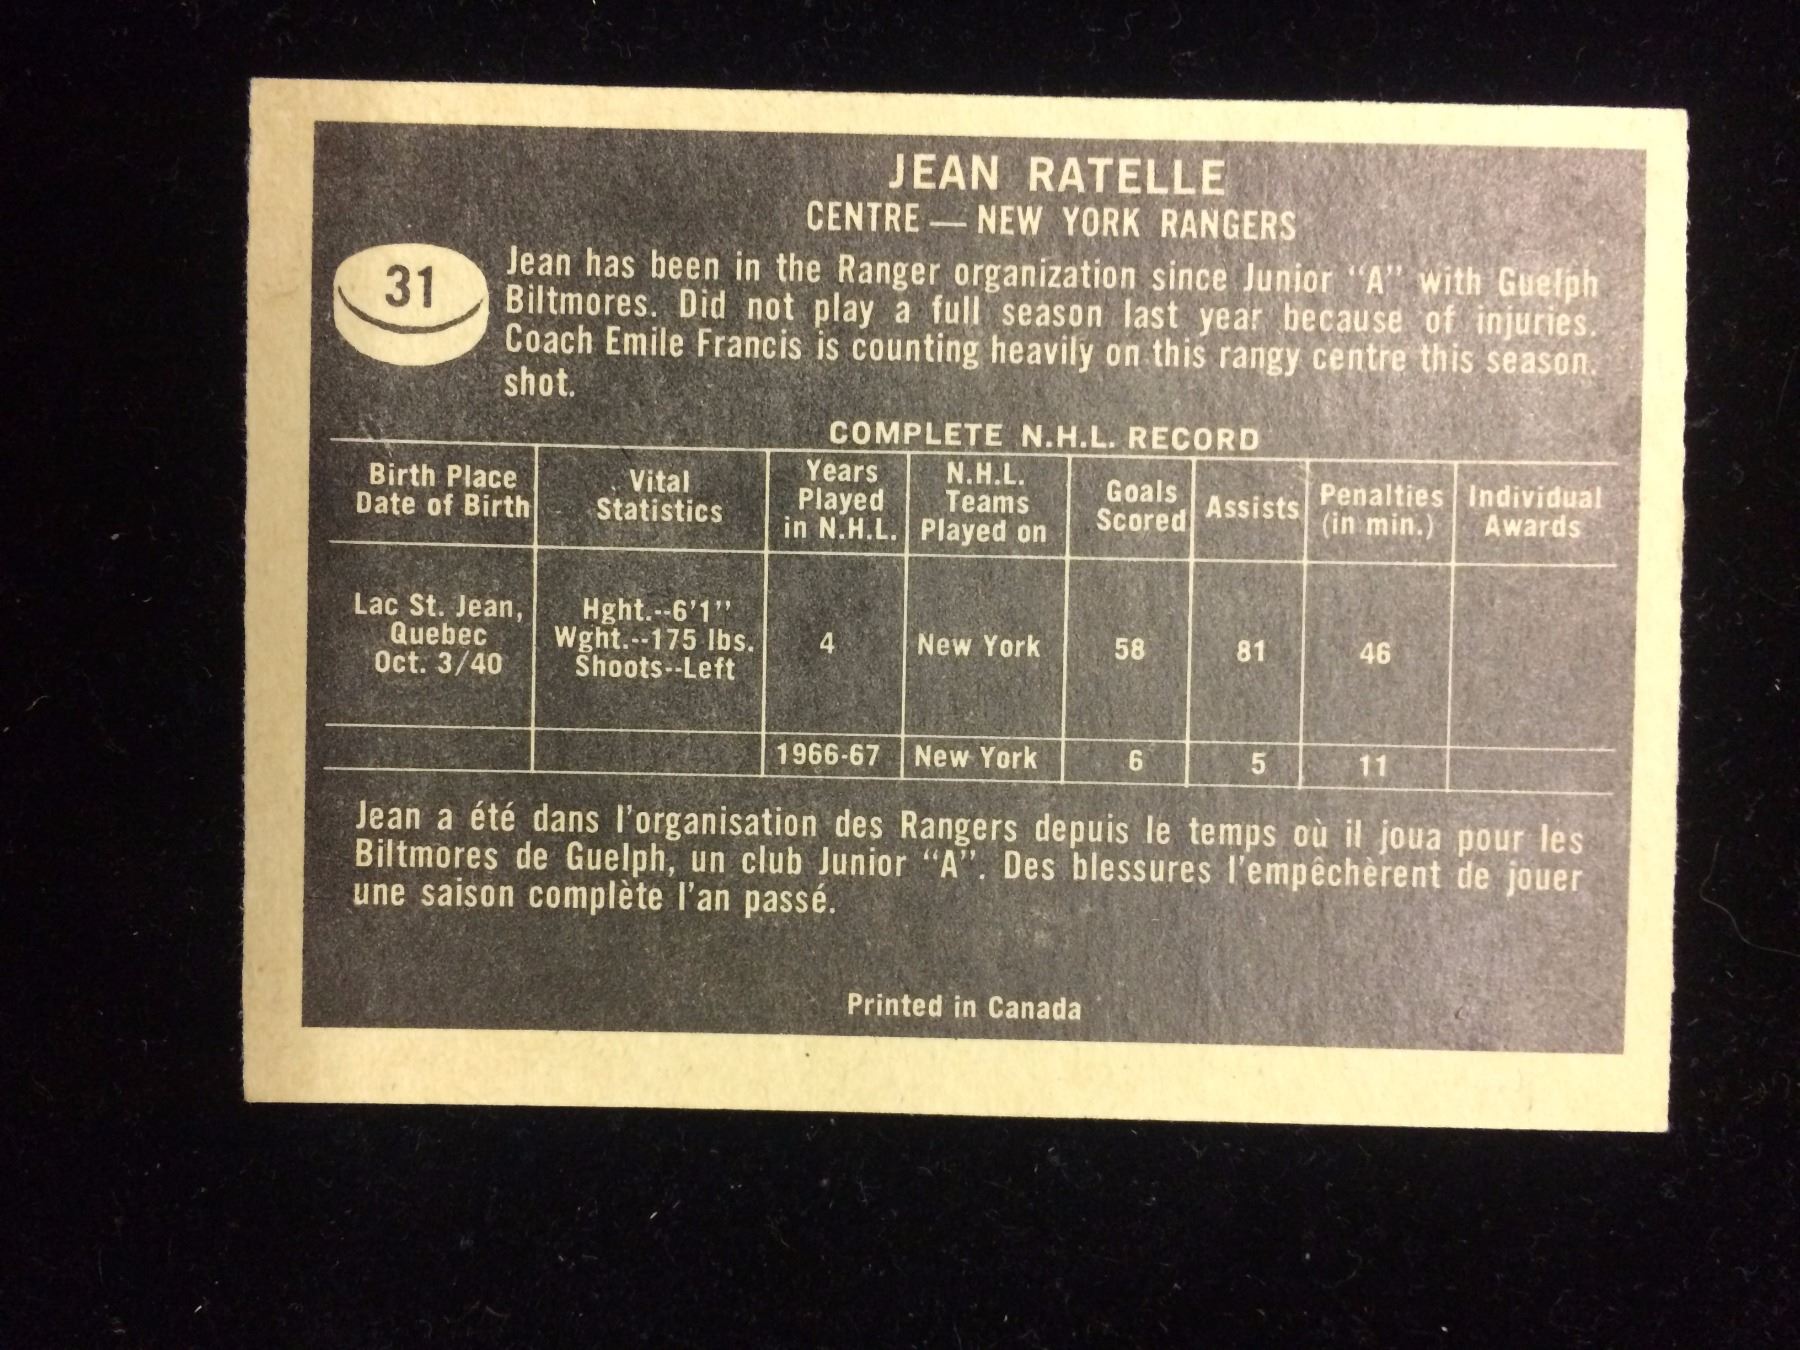 JEAN RATELLE
CENTRE — NEW YORK RANGERS
31
Jean has been in the Ranger organization since Junior “A” with Guelph
Biltmores. Did not play a full season last year because of injuries.
Coach Emile Francis is counting heavily on this rangy centre this season.
shot.
COMPLETE N.H.L. RECORD
Birth Place
Date of Birth
Vital
Statistics
Years
Played
in N.H.L.
N.H.L.
Teams
Played on
Goals
Scored
Assists
Penalties
(in min.)
Individual
Awards
Lac St. Jean,
Quebec
Oct. 3/40
Hght.--6'1''
Wght.--175 lbs.
Shoots--Left
4
New York
58
81
46
1966-67
New York
6
5
11
Jean a été dans l'organisation des Rangers depuis le temps où il joua pour les
Biltmores de Guelph, un club Junior “A”. Des blessures l'empêchèrent de jouer
une saison complète l'an passé.
Printed in Canada